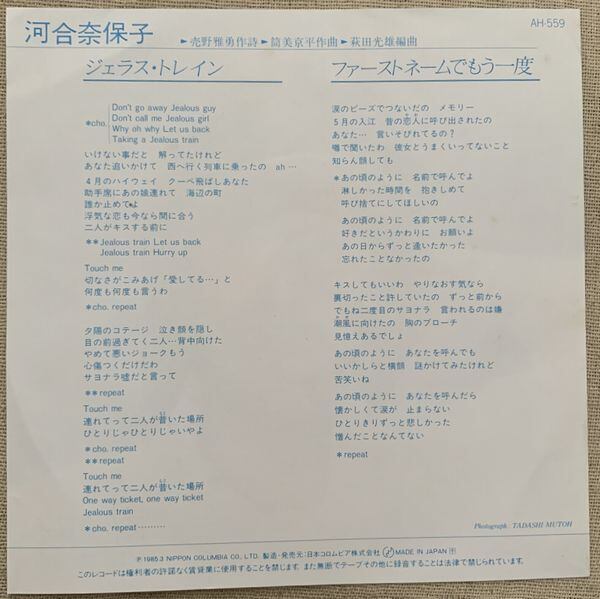 AH-559
河合奈保子 ►売野雅勇作詩►筒美京平作曲►萩田光雄編曲
ジェラス・トレイン
*cho.
Don't go away Jealous guy
Don't call me Jealous girl
Why oh why Let us back
Taking a Jealous train
いけない事だと 解ってたけれど
あなた追いかけて 西へ行く列車に乗ったの ah…
4月のハイウェイ クーペ飛ばしあなた
助手席にあの娘連れて 海辺の町
誰か止めてよ
浮気な恋も今なら間に合う
二人がキスする前に
**Jealous train Let us back
Jealous train Hurry up
Touch me
切なさがこみあげ「愛してる…」と
何度も何度も言うわ
*cho. repeat
夕陽のコテージ 泣き顔を隠し
目の前過ぎてく二人…背中向けた
やめて悪いジョークもう
心傷つくだけだわ
サヨナラ嘘だと言って
**repeat
Touch me
連れてって二人が昔いた場所
ひとりじゃひとりじゃいやよ
*cho. repeat
**repeat
Touch me
連れてって二人が昔いた場所
One way ticket, one way ticket
Jealous train
*cho. repeat………
ファーストネームでもう一度
涙のビーズでつないだの メモリー
5月の入江 昔の恋人に呼び出されたの
あなた… 言いそびれてるの?
噂で聞いたわ 彼女とうまくいってないこと
知らん顔しても
*あの頃のように 名前で呼んでよ
淋しかった時間を 抱きしめて
呼び捨てにしてほしいの
あの頃のように 名前で呼んでよ
好きだというかわりに お願いよ
あの日からずっと逢いたかった
忘れたことなかったの
キスしてもいいわ やりなおす気なら
裏切ったこと許していたの ずっと前から
でもね二度目のサヨナラ 言われるのは嫌
潮風に向けたの 胸のブローチ
見憶えあるでしょ
あの頃のように あなたを呼んでも
いいかしらと横顔 謎かけてみたけれど
苦笑いね
あの頃のように あなたを呼んだら
懐かしくて涙が 止まらない
ひとりきりずっと悲しかった
憎んだことなんてない
*repeat
Photograph: TADASHI MUTOH
Ⓟ1985.3 NIPPON COLUMBIA CO., LTD. 製造・発売元:日本コロムビア株式会社 MADE IN JAPAN
このレコードは権利者の許諾なく賃貸業に使用することを禁じます。また無断でテープその他に録音することは法律で禁じられています。